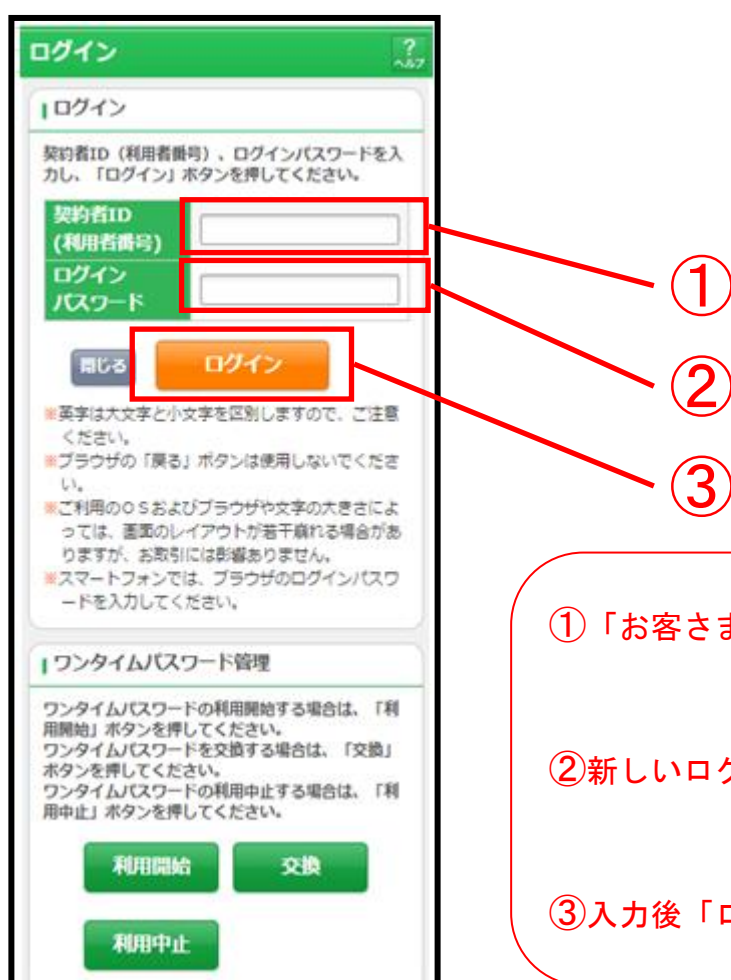 ログイン
?
ヘルプ
ログイン
契約者ID（利用者番号）、ログインパスワードを入
力し、「ログイン」ボタンを押してください。
契約者ID
(利用者番号)
ログイン
パスワード
閉じる
ログイン
※英字は大文字と小文字を区別しますので、ご注意
ください。
※ブラウザの「戻る」ボタンは使用しないでくださ
い。
※ご利用のＯＳおよびブラウザや文字の大きさによ
っては、画面のレイアウトが若干崩れる場合があ
りますが、お取引には影響ありません。
※スマートフォンでは、ブラウザのログインパスワ
ードを入力してください。
ワンタイムパスワード管理
ワンタイムパスワードの利用開始する場合は、「利
用開始」ボタンを押してください。
ワンタイムパスワードを交換する場合は、「交換」
ボタンを押してください。
ワンタイムパスワードの利用中止する場合は、「利
用中止」ボタンを押してください。
利用開始
交換
利用中止
①
②
③
①「お客さま
②新しいログ
③入力後「ロ